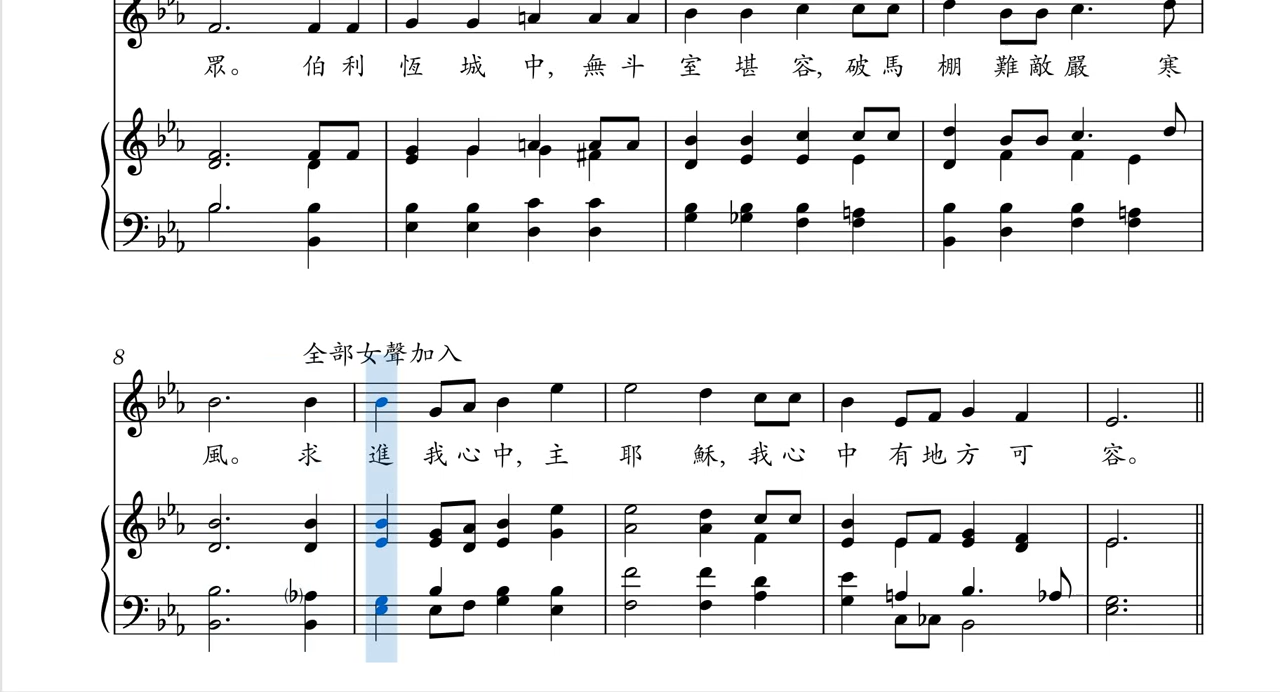 眾。 伯利恆城中, 無斗室堪容, 破馬棚難敵嚴寒
8
全部女聲加入
風。 求進我心中, 主耶穌, 我心中有地方可容。